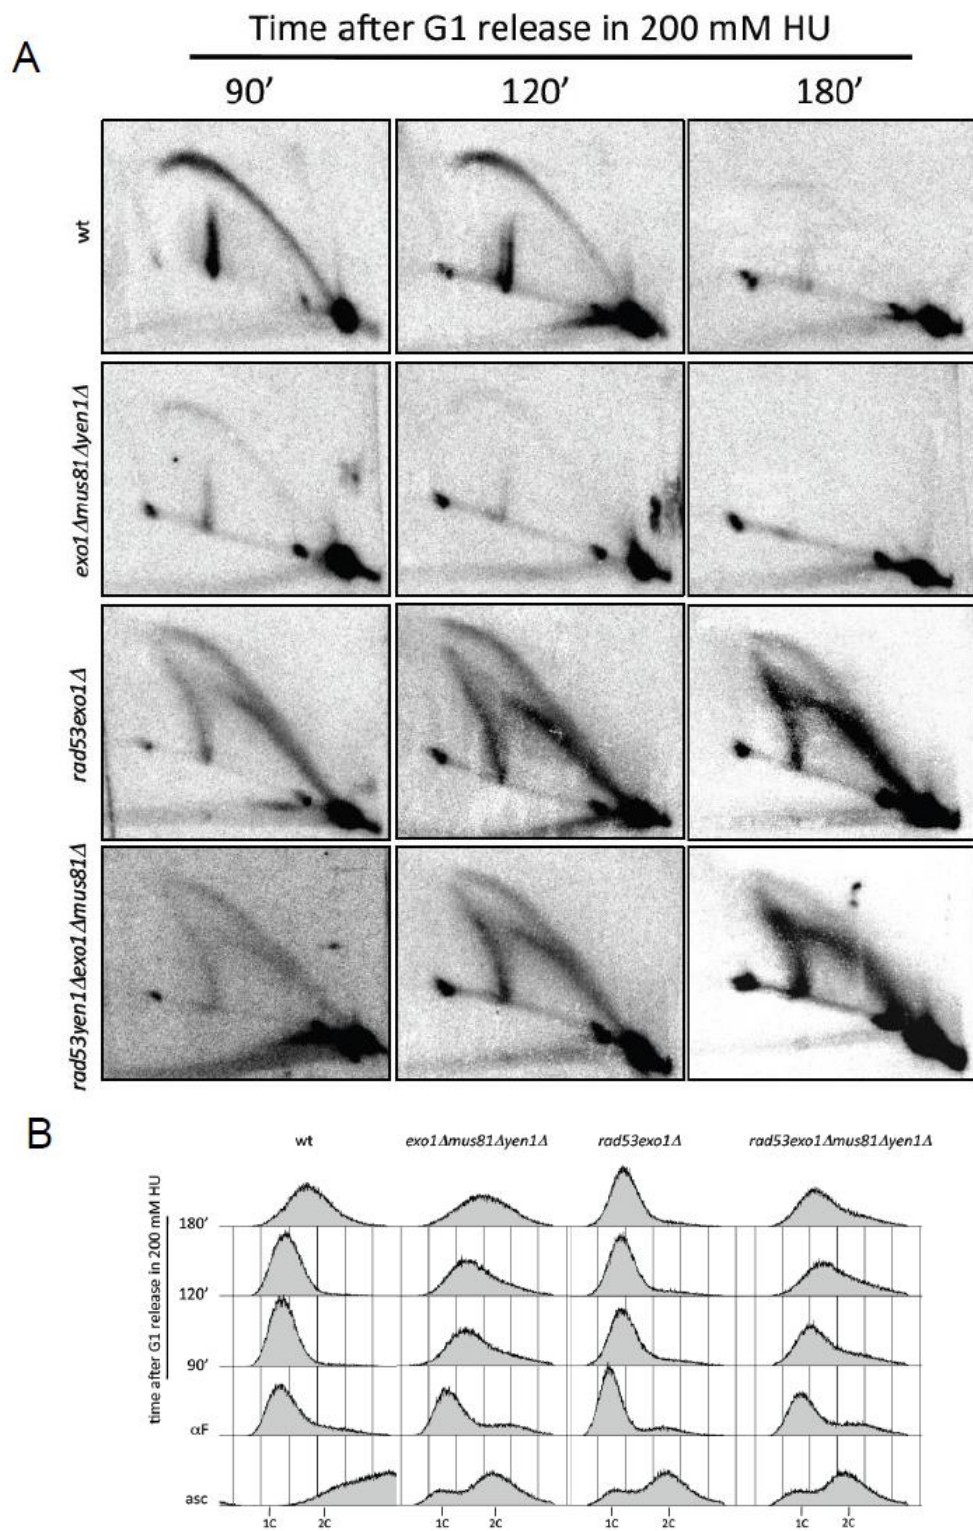 A
Time after G1 release in 200 mM HU
90’ 120’ 180’
wt
exo1Δmus81Δyen1Δ
rad53exo1Δ
rad53yen1Δexo1Δmus81Δ
B
wt exo1Δmus81Δyen1Δ rad53exo1Δ rad53exo1Δmus81Δyen1Δ
time after G1 release in 200 mM HU
180’
120’
90’
αF
asc
1C 2C 1C 2C 1C 2C 1C 2C